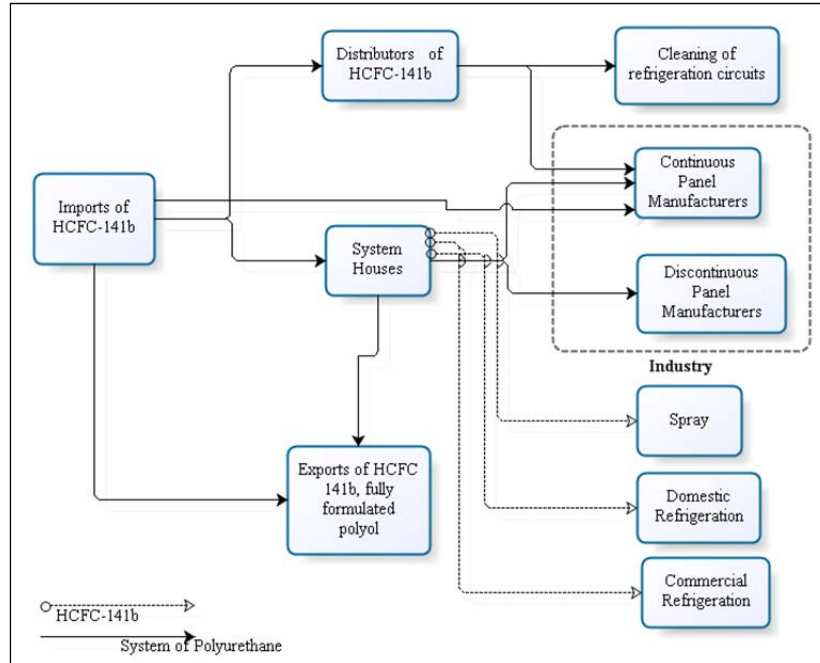 Distributors of
HCFC-141b
Cleaning of
refrigeration circuits
Imports of
HCFC-141b
Continuous
Panel
Manufacturers
System
Houses
Discontinuous
Panel
Manufacturers
Industry
Spray
Exports of HCFC
141b, fully
formulated
polyol
Domestic
Refrigeration
Commercial
Refrigeration
HCFC-141b
System of Polyurethane